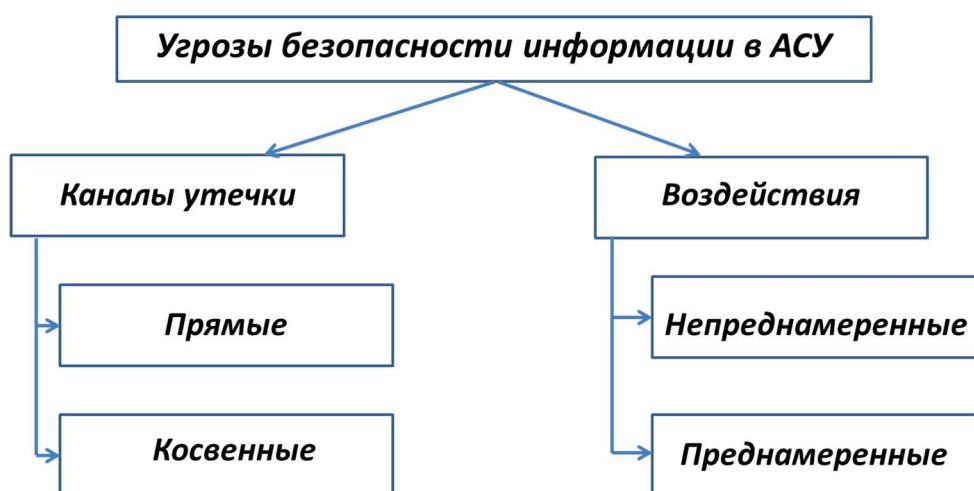 Угрозы безопасности информации в АСУ
Каналы утечки
Прямые
Косвенные
Воздействия
Непреднамеренные
Преднамеренные